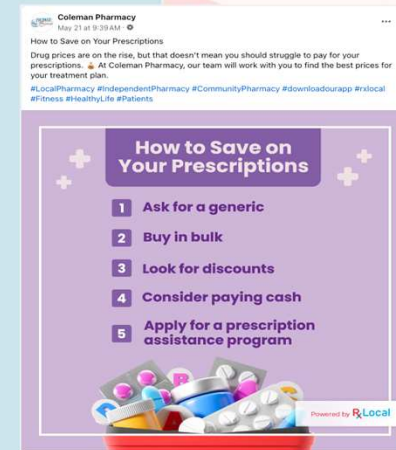 Coleman Pharmacy
May 21 at 9:39 AM ·
How to Save on Your Prescriptions
Drug prices are on the rise, but that doesn't mean you should struggle to pay for your
prescriptions. At Coleman Pharmacy, our team will work with you to find the best prices for
your treatment plan.
#LocalPharmacy #IndependentPharmacy #CommunityPharmacy #downloadourapp #rxlocal
#Fitness #HealthyLife #Patients
How to Save on
Your Prescriptions
1 Ask for a generic
2 Buy in bulk
3 Look for discounts
4 Consider paying cash
5 Apply for a prescription
assistance program
Powered by RxLocal